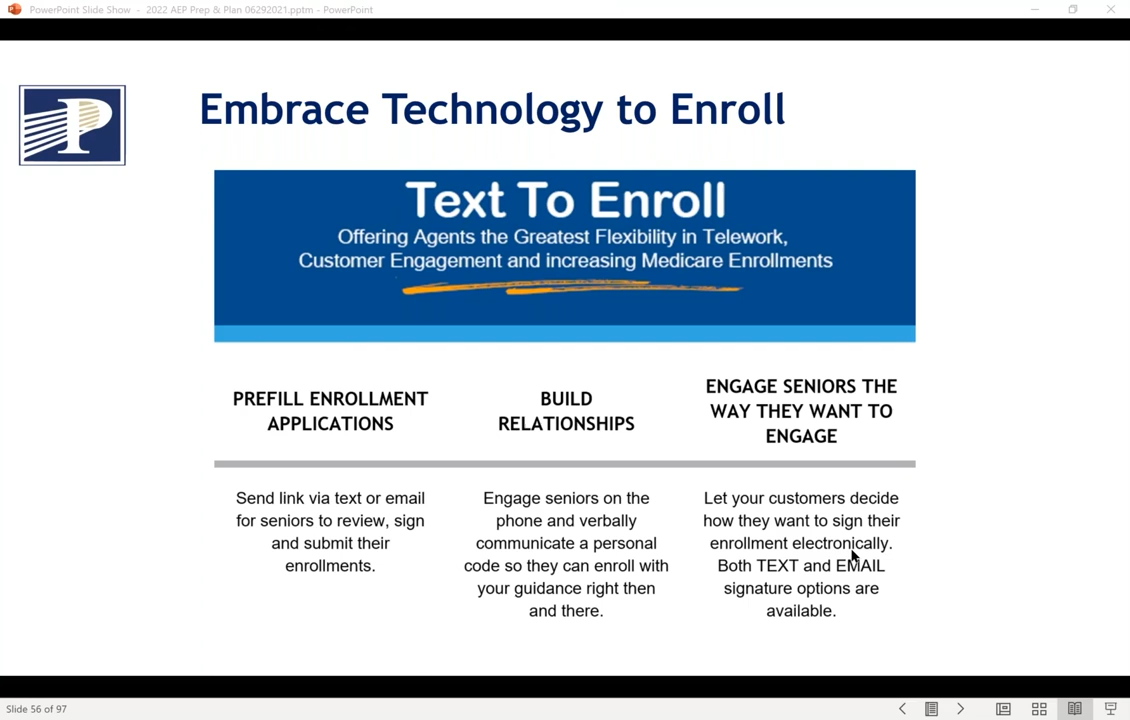 PowerPoint Slide Show - 2022 AEP Prep & Plan 06292021.pptm - PowerPoint
P
Embrace Technology to Enroll
Text To Enroll
Offering Agents the Greatest Flexibility in Telework,
Customer Engagement and increasing Medicare Enrollments
PREFILL ENROLLMENT
APPLICATIONS
Send link via text or email
for seniors to review, sign
and submit their
enrollments.
BUILD
RELATIONSHIPS
Engage seniors on the
phone and verbally
communicate a personal
code so they can enroll with
your guidance right then
and there.
ENGAGE SENIORS THE
WAY THEY WANT TO
ENGAGE
Let your customers decide
how they want to sign their
enrollment electronically.
Both TEXT and EMAIL
signature options are
available.
Slide 56 of 97